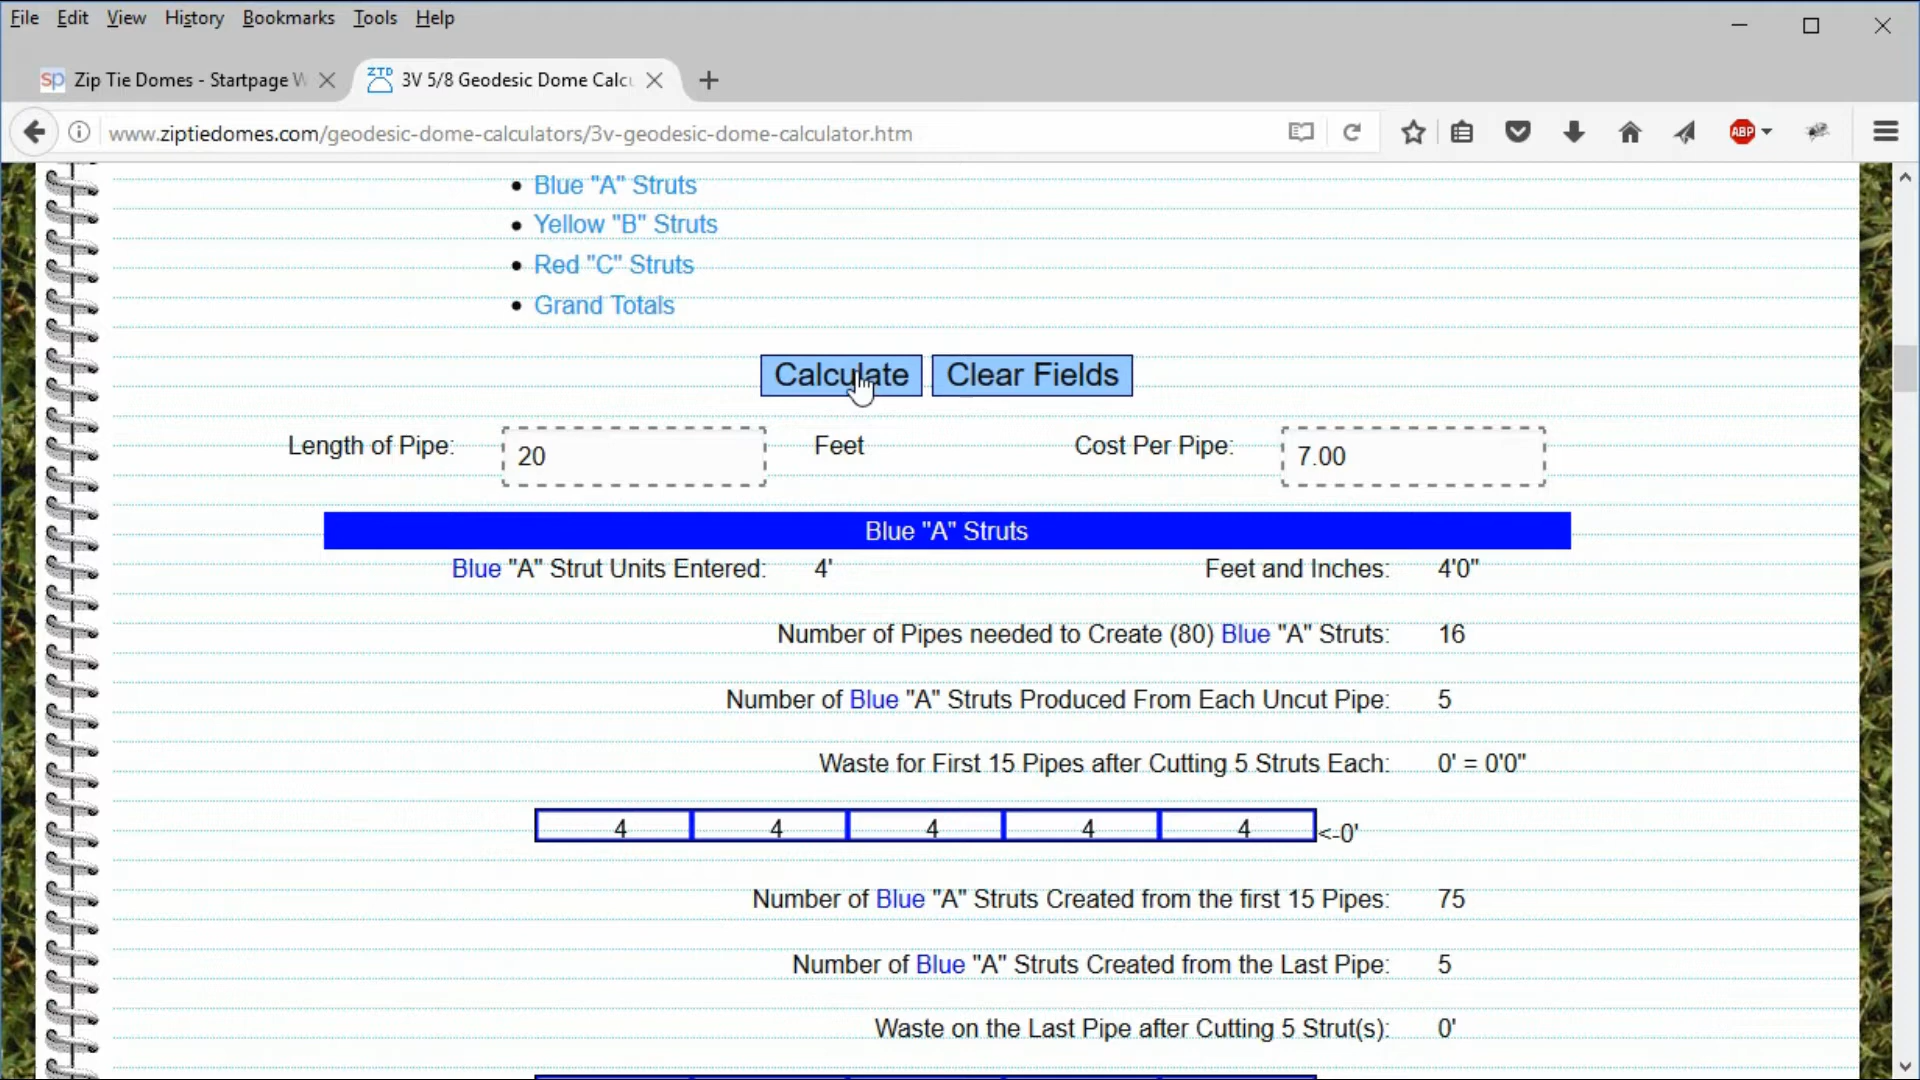 File Edit View History Bookmarks Tools Help
sp Zip Tie Domes - Startpage W
ZTD 3V 5/8 Geodesic Dome Calcu
www.ziptiedomes.com/geodesic-dome-calculators/3v-geodesic-dome-calculator.htm
ABP
Blue "A" Struts
Yellow "B" Struts
Red "C" Struts
Grand Totals
Calculate Clear Fields
Length of Pipe: 20 Feet Cost Per Pipe: 7.00
Blue "A" Struts
Blue "A" Strut Units Entered: 4' Feet and Inches: 4'0"
Number of Pipes needed to Create (80) Blue "A" Struts: 16
Number of Blue "A" Struts Produced From Each Uncut Pipe: 5
Waste for First 15 Pipes after Cutting 5 Struts Each: 0' = 0'0"
4 4 4 4 4 <-0'
Number of Blue "A" Struts Created from the first 15 Pipes: 75
Number of Blue "A" Struts Created from the Last Pipe: 5
Waste on the Last Pipe after Cutting 5 Strut(s): 0'